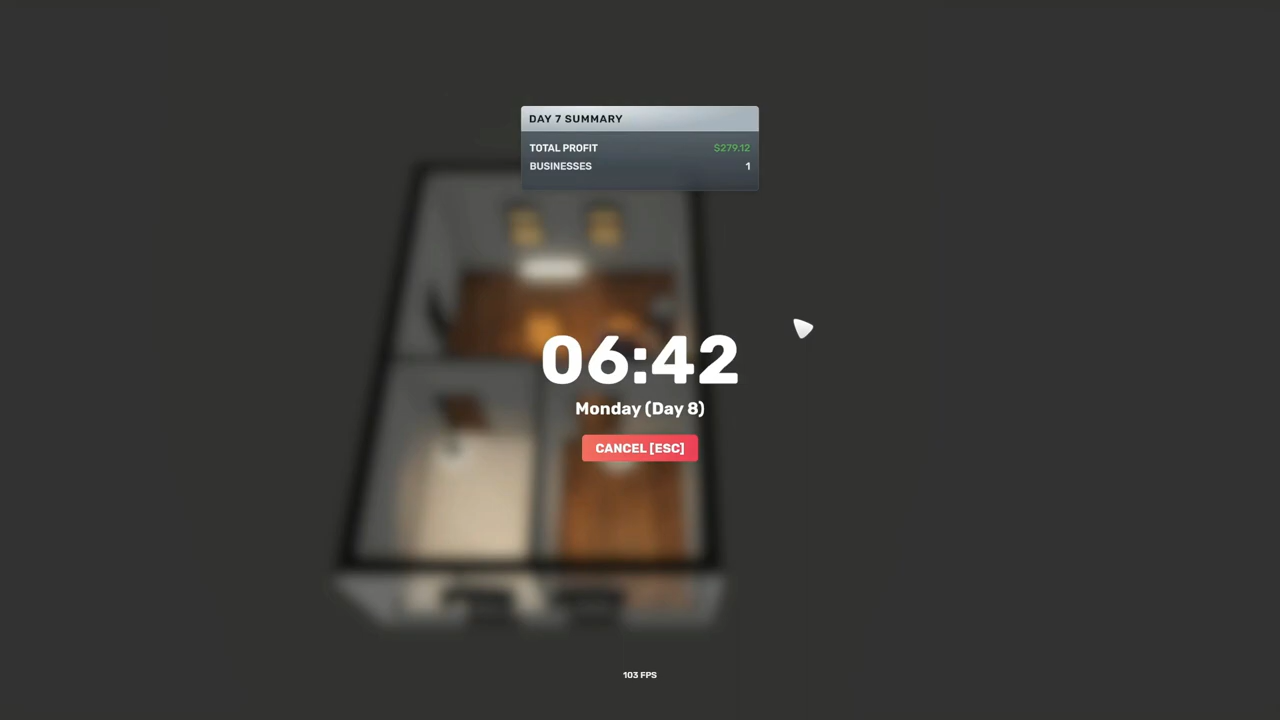 DAY 7 SUMMARY
TOTAL PROFIT $279.12
BUSINESSES 1
06:42
Monday (Day 8)
CANCEL [ESC]
103 FPS